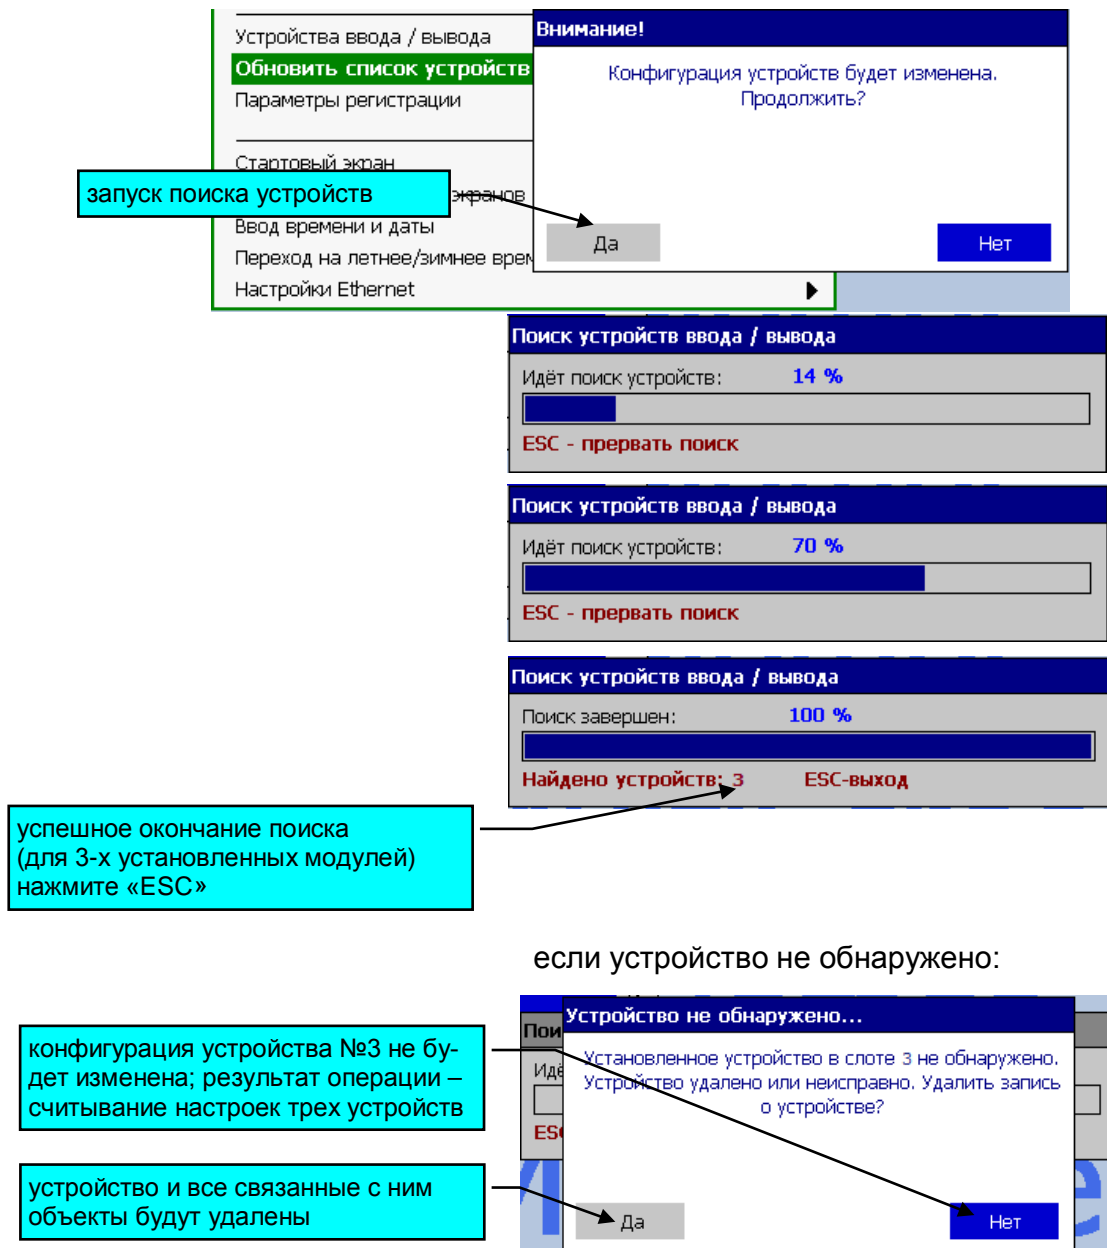 Устройства ввода / вывода
Обновить список устройств
Параметры регистрации
Стартовый экран
экранов
Ввод времени и даты
Переход на летнее/зимнее врем
Настройки Ethernet
Внимание!
Конфигурация устройств будет изменена.
Продолжить?
Да
Нет
запуск поиска устройств
Поиск устройств ввода / вывода
Идёт поиск устройств: 14 %
ESC - прервать поиск
Поиск устройств ввода / вывода
Идёт поиск устройств: 70 %
ESC - прервать поиск
Поиск устройств ввода / вывода
Поиск завершен: 100 %
Найдено устройств: 3 ESC-выход
успешное окончание поиска
(для 3-х установленных модулей)
нажмите «ESC»
если устройство не обнаружено:
Устройство не обнаружено...
Установленное устройство в слоте 3 не обнаружено.
Устройство удалено или неисправно. Удалить запись
о устройстве?
Да
Нет
конфигурация устройства №3 не бу-
дет изменена; результат операции –
считывание настроек трех устройств
устройство и все связанные с ним
объекты будут удалены